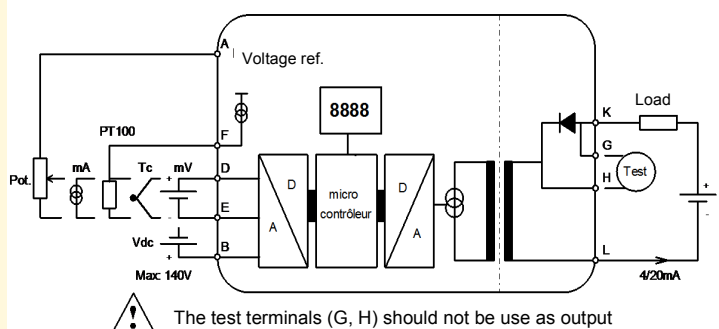 A
Voltage ref.
8888
K
Load
PT100
F
G
mA
Tc
mV
+
D
D
micro
contrôleur
D
Test
+
Pot.
H
-
-
E
A
A
-
Vdc
+
B
L
Max: 140V
4/20mA
! The test terminals (G, H) should not be use as output